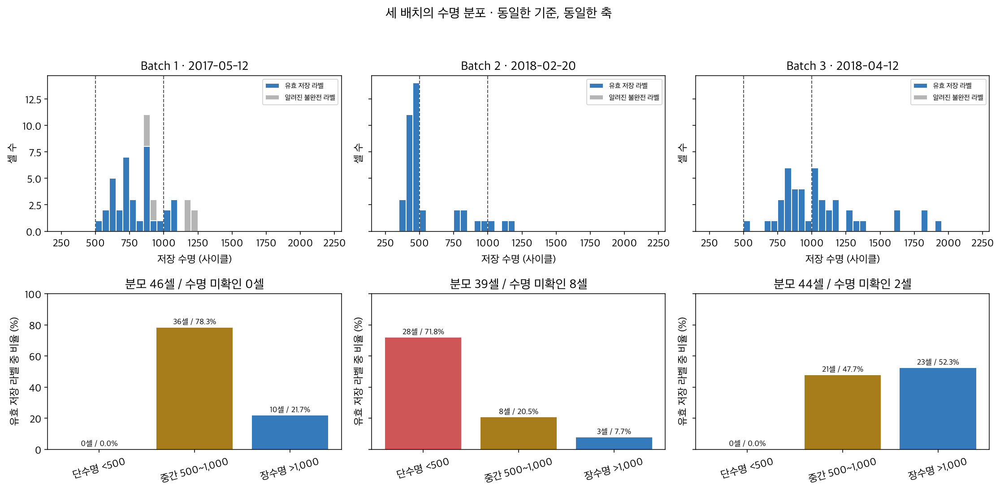 세 배치의 수명 분포 · 동일한 기준, 동일한 축
Batch 1 · 2017-05-12
셀 수
12.5
10.0
7.5
5.0
2.5
0.0
유효 저장 라벨
알려진 불완전 라벨
250 500 750 1000 1250 1500 1750 2000 2250
저장 수명 (사이클)
Batch 2 · 2018-02-20
셀 수
유효 저장 라벨
알려진 불완전 라벨
250 500 750 1000 1250 1500 1750 2000 2250
저장 수명 (사이클)
Batch 3 · 2018-04-12
셀 수
유효 저장 라벨
알려진 불완전 라벨
250 500 750 1000 1250 1500 1750 2000 2250
저장 수명 (사이클)
분모 46셀 / 수명 미확인 0셀
유효 저장 라벨 중 비율 (%)
100
80
60
40
20
0
0셀 / 0.0%
36셀 / 78.3%
10셀 / 21.7%
단수명 <500
중간 500~1,000
장수명 >1,000
분모 39셀 / 수명 미확인 8셀
유효 저장 라벨 중 비율 (%)
28셀 / 71.8%
8셀 / 20.5%
3셀 / 7.7%
단수명 <500
중간 500~1,000
장수명 >1,000
분모 44셀 / 수명 미확인 2셀
유효 저장 라벨 중 비율 (%)
0셀 / 0.0%
21셀 / 47.7%
23셀 / 52.3%
단수명 <500
중간 500~1,000
장수명 >1,000